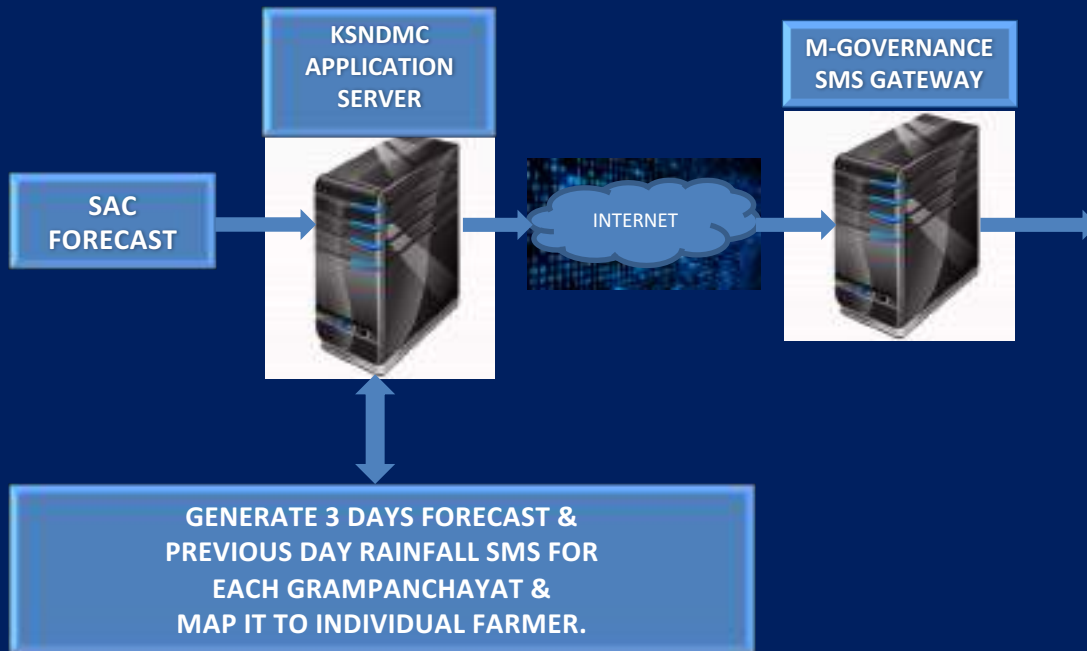 KSNDMC
APPLICATION
SERVER
M-GOVERNANCE
SMS GATEWAY
SAC
FORECAST
INTERNET
GENERATE 3 DAYS FORECAST &
PREVIOUS DAY RAINFALL SMS FOR
EACH GRAMPANCHAYAT &
MAP IT TO INDIVIDUAL FARMER.